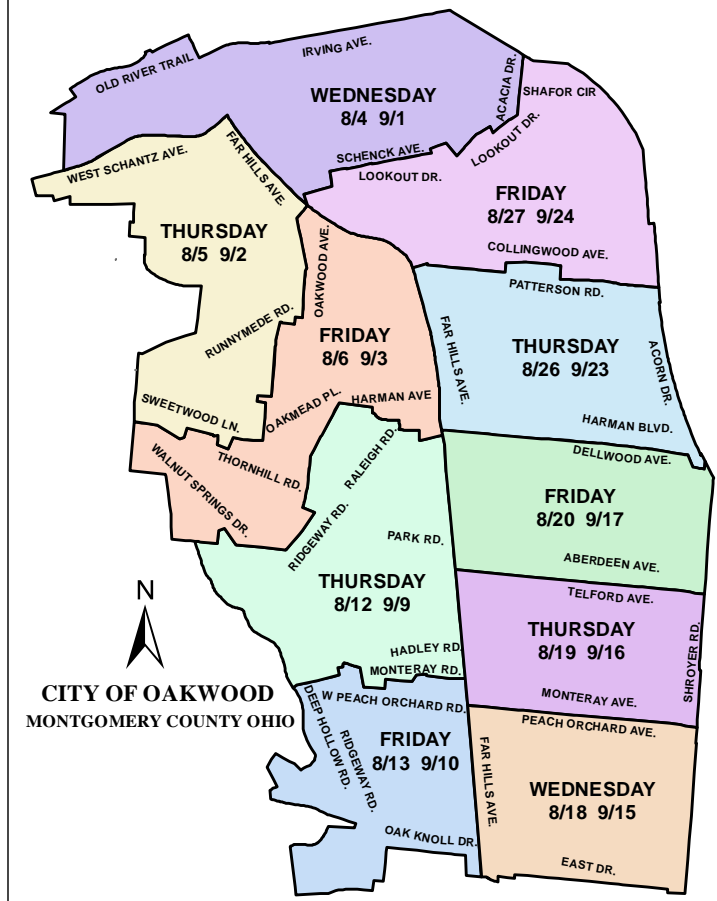 IRVING AVE.
OLD RIVER TRAIL
ACACIA DR.
SHAFOR CIR
WEDNESDAY
8/4 9/1
SCHENCK AVE.
LOOKOUT DR.
LOOKOUT DR.
WEST SCHANTZ AVE.
FAR HILLS AVE.
FRIDAY
8/27 9/24
THURSDAY
8/5 9/2
COLLINGWOOD AVE.
OAKWOOD AVE.
PATTERSON RD.
RUNNYMEDE RD.
FRIDAY
8/6 9/3
FAR HILLS AVE.
THURSDAY
8/26 9/23
ACORN DR.
SWEETWOOD LN.
OAKMEAD PL.
HARMAN AVE
HARMAN BLVD.
DELLWOOD AVE.
THORNHILL RD.
RALEIGH RD.
WALNUT SPRINGS DR.
FRIDAY
8/20 9/17
RIDGEWAY RD.
PARK RD.
ABERDEEN AVE.
THURSDAY
8/12 9/9
TELFORD AVE.
N
THURSDAY
8/19 9/16
SHROYER RD.
HADLEY RD.
MONTERAY RD.
CITY OF OAKWOOD
MONTGOMERY COUNTY OHIO
W PEACH ORCHARD RD.
MONTERAY AVE.
PEACH ORCHARD AVE.
DEEP HOLLOW RD.
RIDGEWAY RD.
FRIDAY
8/13 9/10
FAR HILLS AVE.
WEDNESDAY
8/18 9/15
OAK KNOLL DR.
EAST DR.